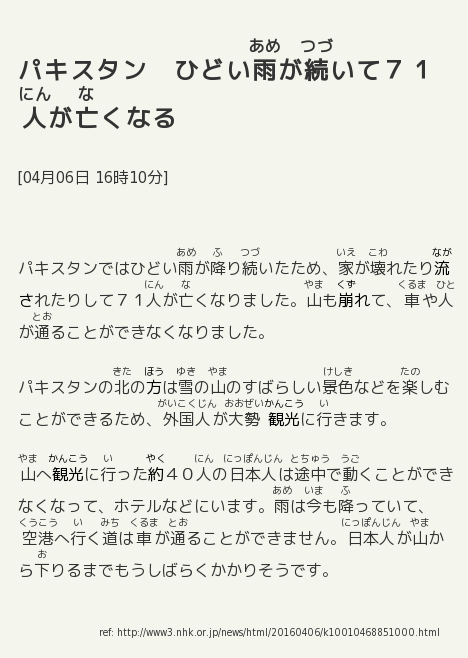 あめ つづ
パキスタン　ひどい雨が続いて７１
にん な
人が亡くなる
[04月06日 16時10分]
あめ ふ つづ いえ こわ なが
パキスタンではひどい雨が降り続いたため、家が壊れたり流
にん な やま くず くるま ひと
されたりして７１人が亡くなりました。山も崩れて、車や人
とお
が通ることができなくなりました。
きた ほう ゆき やま けしき たの
パキスタンの北の方は雪の山のすばらしい景色などを楽しむ
がいこくじん おおぜい かんこう い
ことができるため、外国人が大勢 観光に行きます。
やま かんこう い やく にん にっぽんじん とちゅう うご
山へ観光に行った約４０人の日本人は途中で動くことができ
あめ いま ふ
なくなって、ホテルなどにいます。雨は今も降っていて、
くうこう い みち くるま とお にっぽんじん やま
空港へ行く道は車が通ることができません。日本人が山か
お
ら下りるまでもうしばらくかかりそうです。
ref: http://www3.nhk.or.jp/news/html/20160406/k10010468851000.html